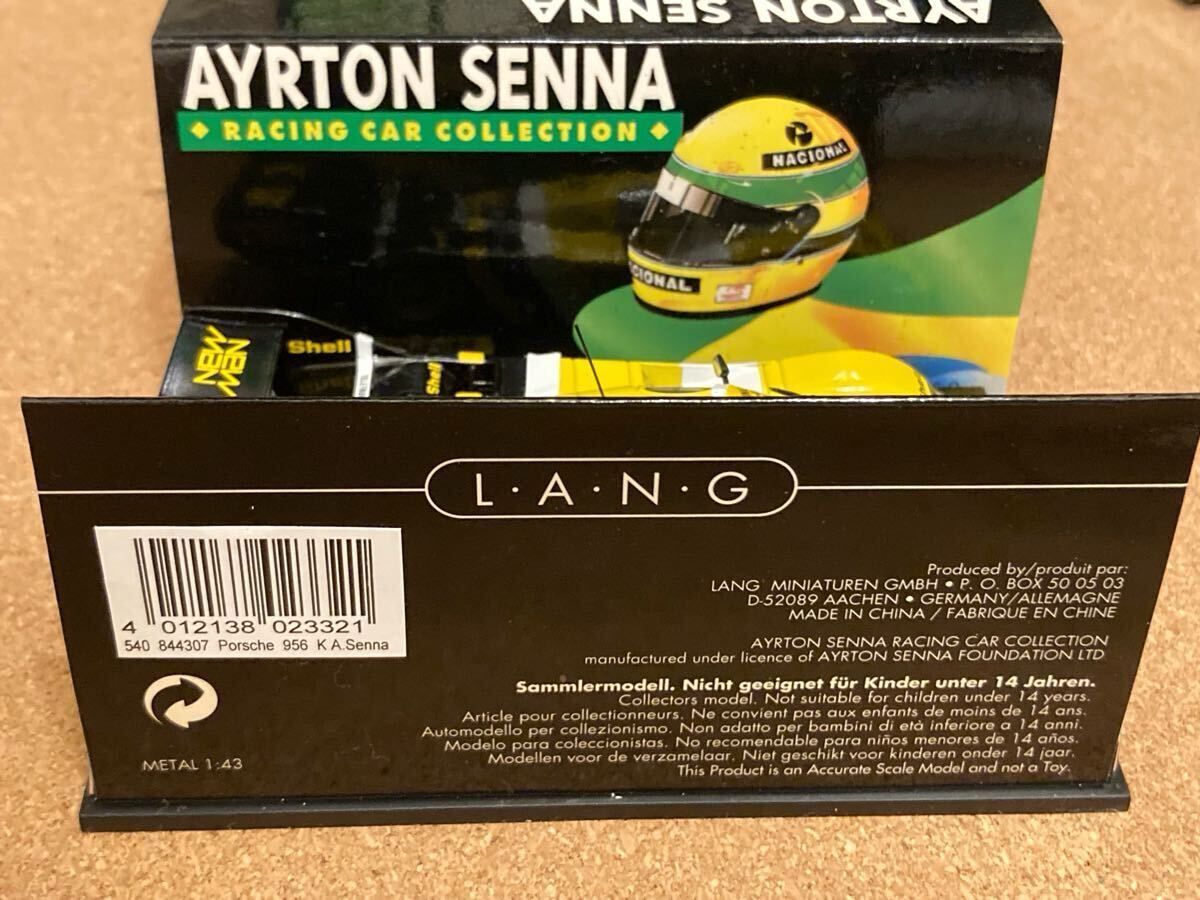 AYRTON SENNA
AYRTON SENNA
RACING CAR COLLECTION
NACIONAL
CIONAL
NEW
MEN
Shell
L·A·N·G
4 012138 023321
540 844307 Porsche 956 K A.Senna
METAL 1:43
Produced by/produit par:
LANG MINIATUREN GMBH • P. O. BOX 50 05 03
D-52089 AACHEN • GERMANY/ALLEMAGNE
MADE IN CHINA / FABRIQUE EN CHINE
AYRTON SENNA RACING CAR COLLECTION
manufactured under licence of AYRTON SENNA FOUNDATION LTD
Sammlermodell. Nicht geeignet für Kinder unter 14 Jahren.
Collectors model. Not suitable for children under 14 years.
Article pour collectionneurs. Ne convient pas aux enfants de moins de 14 ans.
Automodello per collezionismo. Non adatto per bambini di età inferiore a 14 anni.
Modelo para coleccionistas. No recomendable para niños menores de 14 años.
Modellen voor de verzamelaar. Niet geschikt voor kinderen onder 14 jaar.
This Product is an Accurate Scale Model and not a Toy.